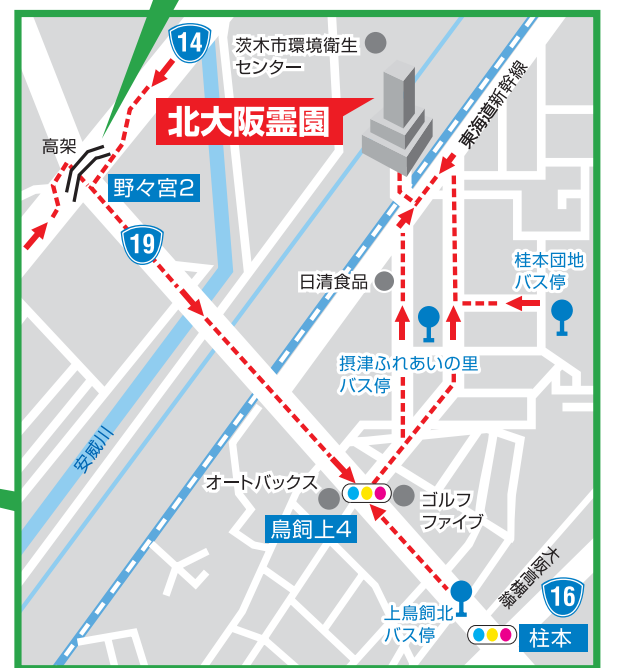 14
茨木市環境衛生
センター
北大阪霊園
東海道新幹線
高架
野々宮2
19
日清食品
桂本団地
バス停
摂津ふれあいの里
バス停
安威川
オートバックス
ゴルフ
ファイブ
鳥飼上4
大阪高槻線
16
上鳥飼北
バス停
柱本